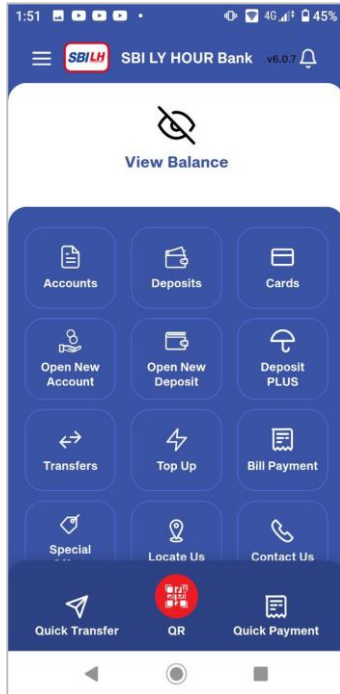 1:51
4G
45%
SBILH
SBI LY HOUR Bank
v6.0.7
View Balance
Accounts
Deposits
Cards
Open New
Account
Open New
Deposit
Deposit
PLUS
Transfers
Top Up
Bill Payment
Special
Locate Us
Contact Us
Quick Transfer
QR
Quick Payment